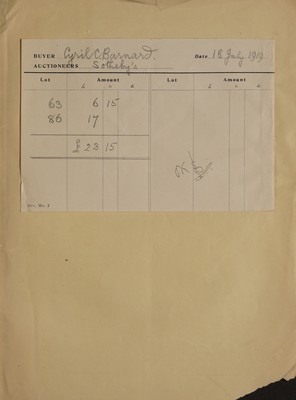 BUYER Cyril C. Barnard. Date 18 July 1919
AUCTIONEERS Sotheby's
Lot Amount Lot Amount
£ s. d. £ s. d.
63 6 15
86 17
£ 23 15
OK